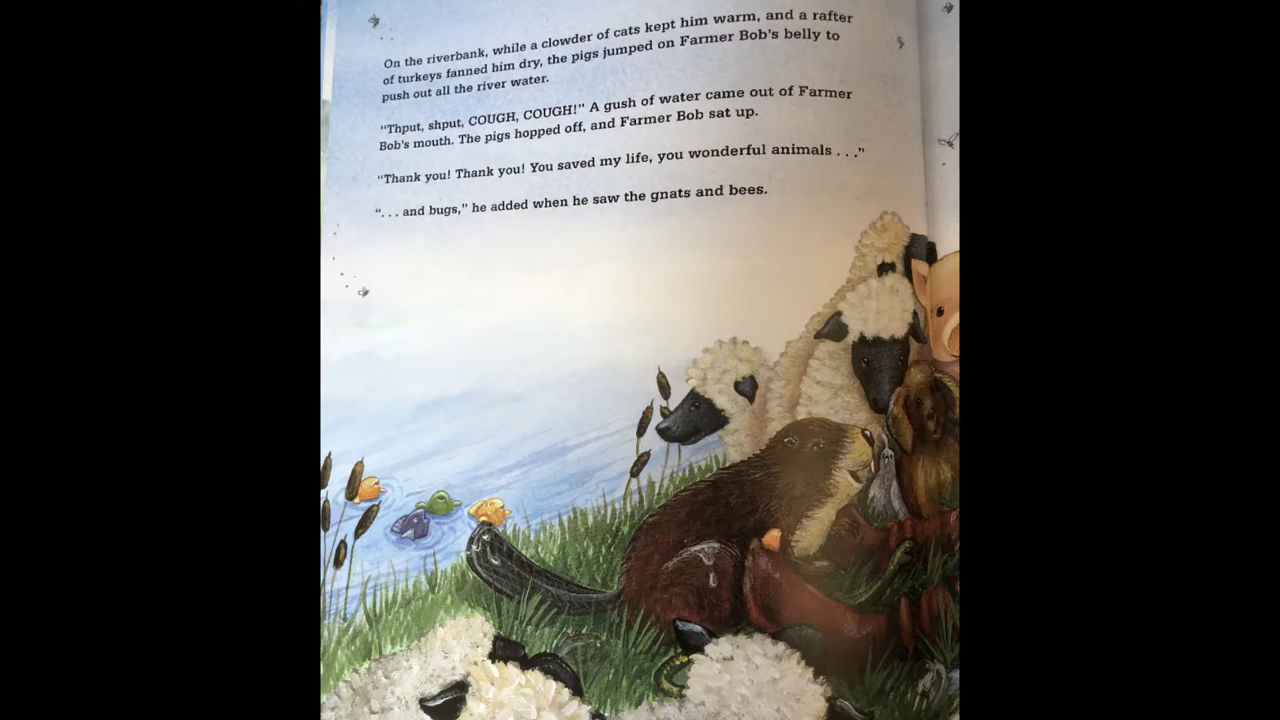 On the riverbank, while a clowder of cats kept him warm, and a rafter
of turkeys fanned him dry, the pigs jumped on Farmer Bob's belly to
push out all the river water.
"Thput, shput, COUGH, COUGH!" A gush of water came out of Farmer
Bob's mouth. The pigs hopped off, and Farmer Bob sat up.
"Thank you! Thank you! You saved my life, you wonderful animals . . ."
". . . and bugs," he added when he saw the gnats and bees.